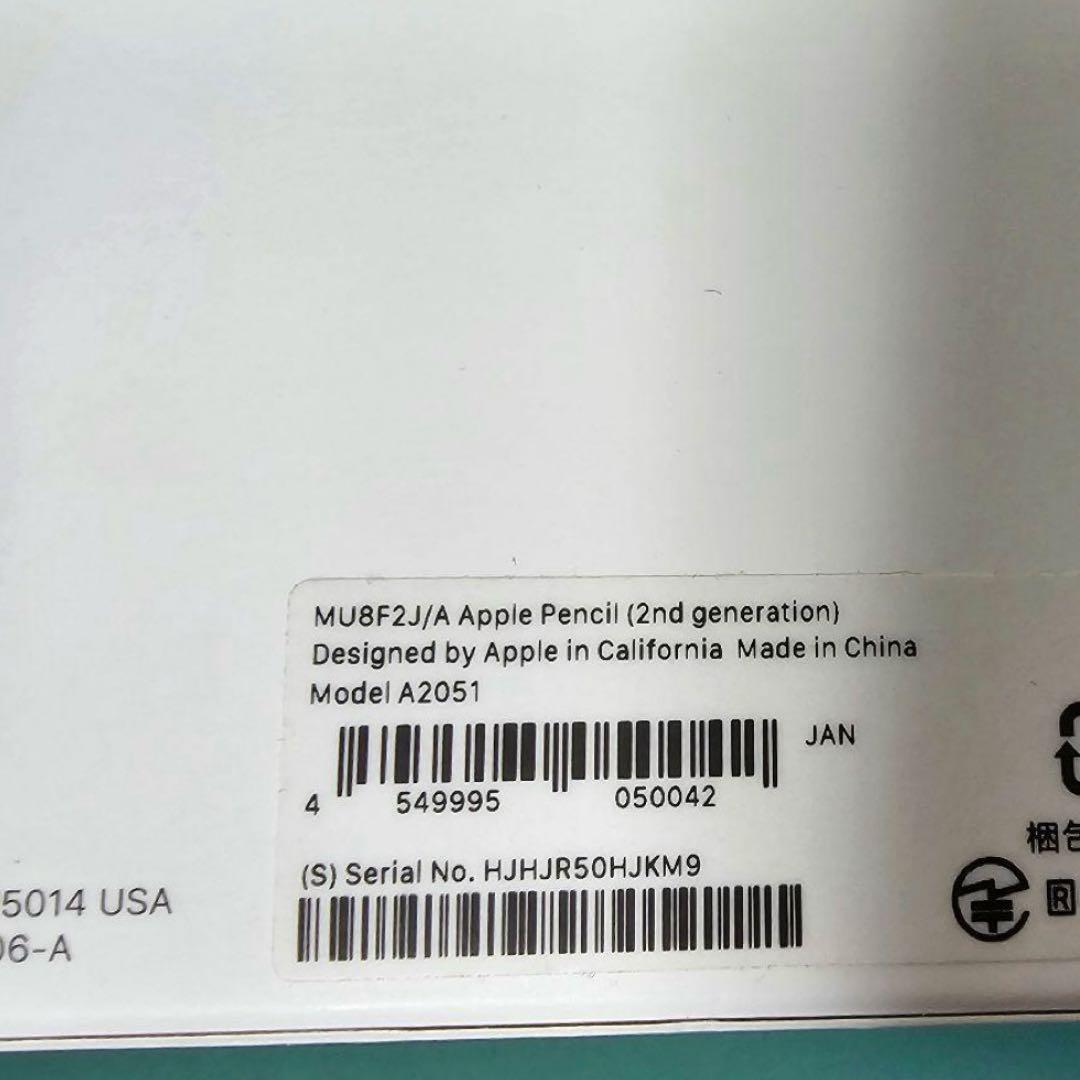 MU8F2J/A Apple Pencil (2nd generation)
Designed by Apple in California Made in China
Model A2051
JAN
4 549995 050042
(S) Serial No. HJHJR50HJKM9
5014 USA
06-A
梱包
R